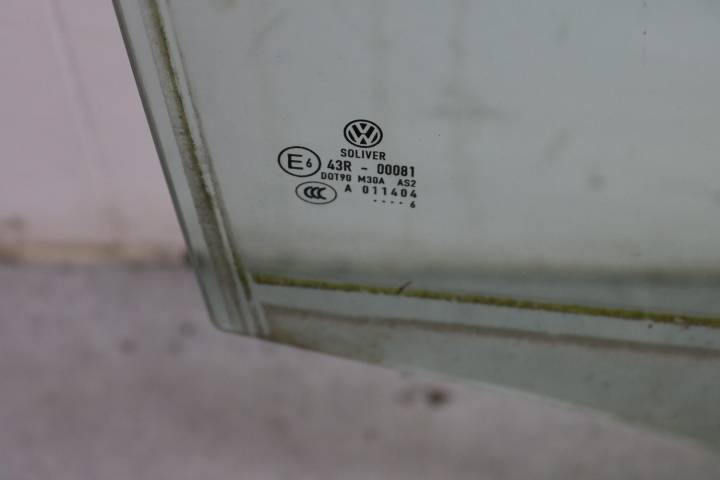 VW
SOLIVER
E6 43R - 00081
DOT90 M30A AS2
CCC A 011404
.... 6